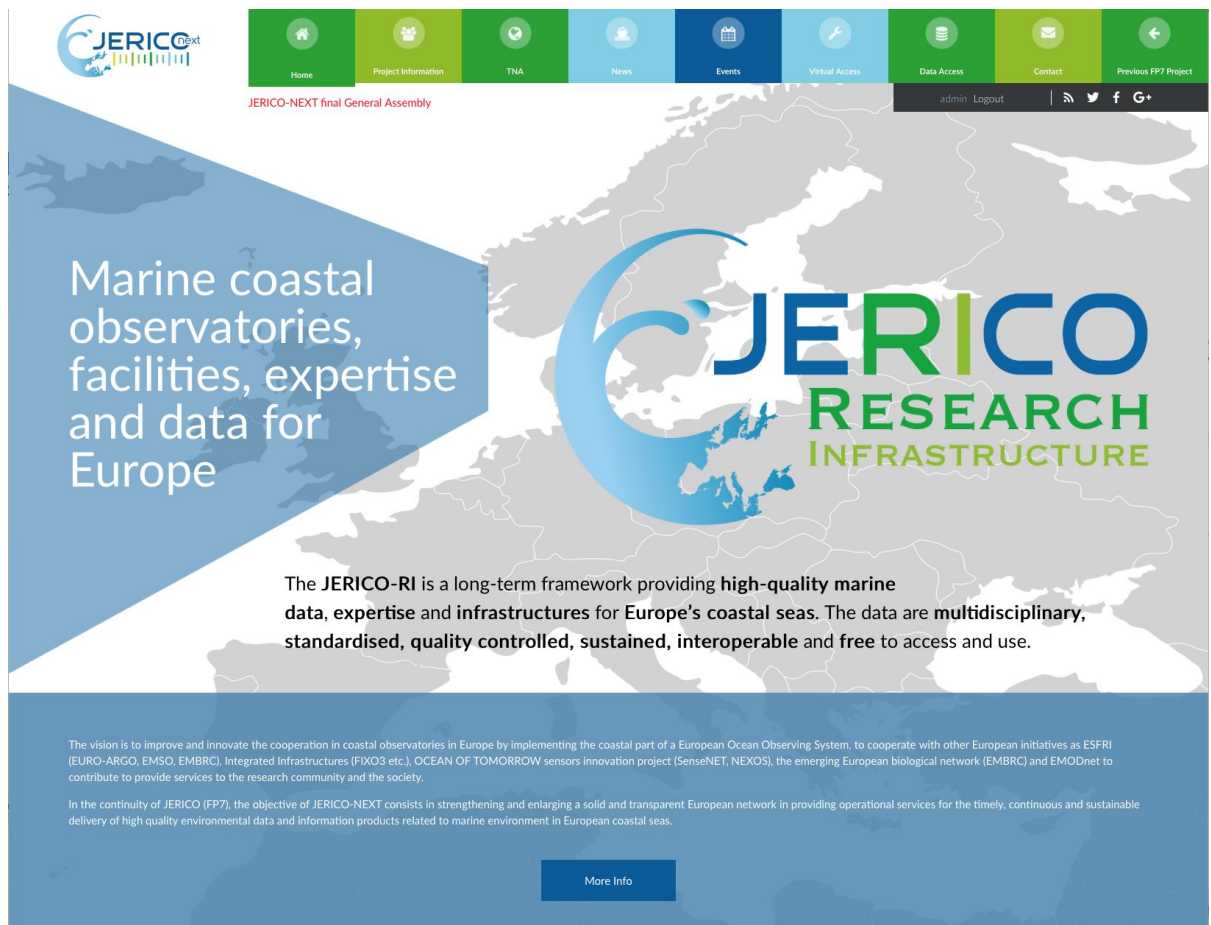 JERICO next
Home
Project Information
TNA
News
Events
Virtual Access
Data Access
Contact
Previous FP7 Project
JERICO-NEXT final General Assembly
admin Logout
G+
Marine coastal
observatories,
facilities, expertise
and data for
Europe
JERICO
RESEARCH
INFRASTRUCTURE
The JERICO-RI is a long-term framework providing high-quality marine
data, expertise and infrastructures for Europe's coastal seas. The data are multidisciplinary,
standardised, quality controlled, sustained, interoperable and free to access and use.
The vision is to improve and innovate the cooperation in coastal observatories in Europe by implementing the coastal part of a European Ocean Observing System, to cooperate with other European initiatives as ESFRI
(EURO-ARGO, EMSO, EMBRC), Integrated Infrastructures (FIXO3 etc.), OCEAN OF TOMORROW sensors innovation project (SenseNET, NEXOS), the emerging European biological network (EMBRC) and EMODnet to
contribute to provide services to the research community and the society.
In the continuity of JERICO (FP7), the objective of JERICO-NEXT consists in strengthening and enlarging a solid and transparent European network in providing operational services for the timely, continuous and sustainable
delivery of high quality environmental data and information products related to marine environment in European coastal seas.
More Info